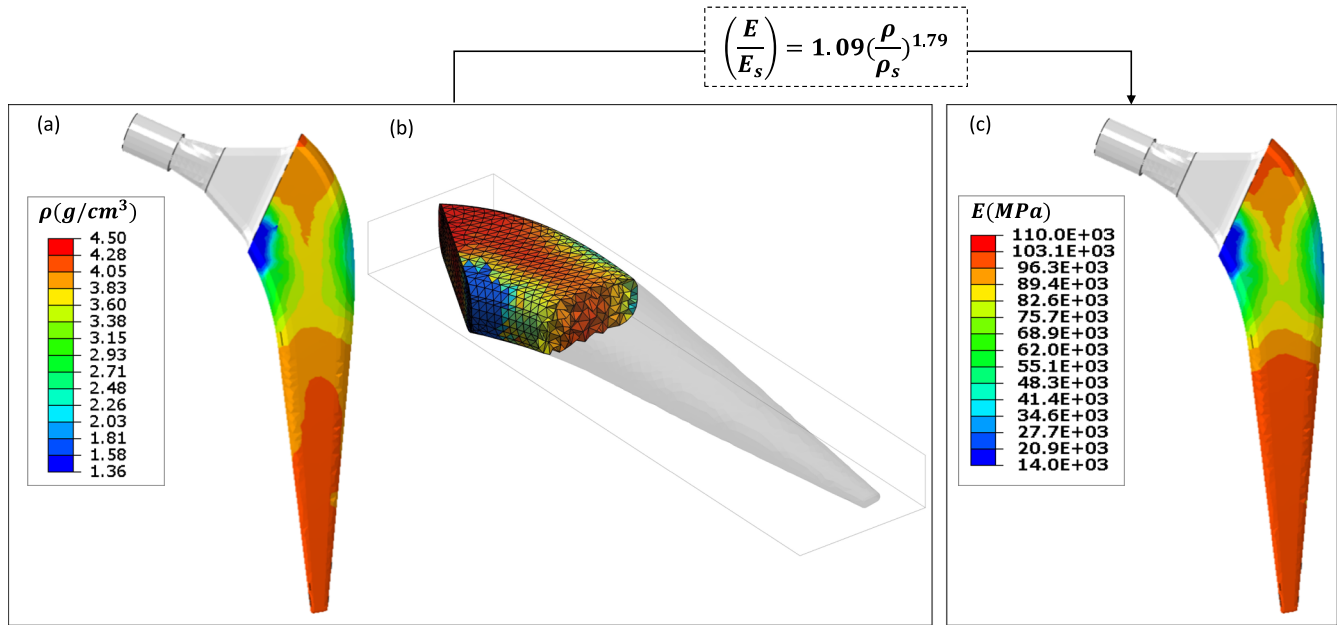 (E/E_s) = 1.09(ρ/ρ_s)^1.79
(a)
ρ(g/cm³)
4.50
4.28
4.05
3.83
3.60
3.38
3.15
2.93
2.71
2.48
2.26
2.03
1.81
1.58
1.36
(b)
(c)
E(MPa)
110.0E+03
103.1E+03
96.3E+03
89.4E+03
82.6E+03
75.7E+03
68.9E+03
62.0E+03
55.1E+03
48.3E+03
41.4E+03
34.6E+03
27.7E+03
20.9E+03
14.0E+03